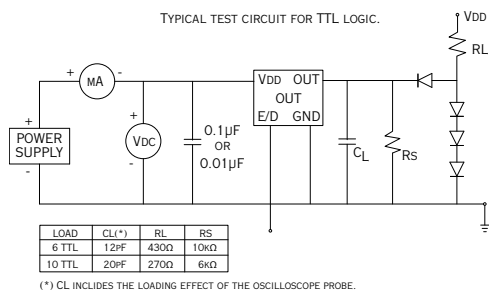 TYPICAL TEST CIRCUIT FOR TTL LOGIC.
VDD
RL
+ MA -
VDD OUT
OUT
E/D GND
+
POWER
SUPPLY
-
+
VDC
-
0.1µF
OR
0.01µF
CL
RS
LOAD CL(*) RL RS
6 TTL 12PF 430Ω 10KΩ
10 TTL 20PF 270Ω 6KΩ
(*) CL INCLIDES THE LOADING EFFECT OF THE OSCILLOSCOPE PROBE.